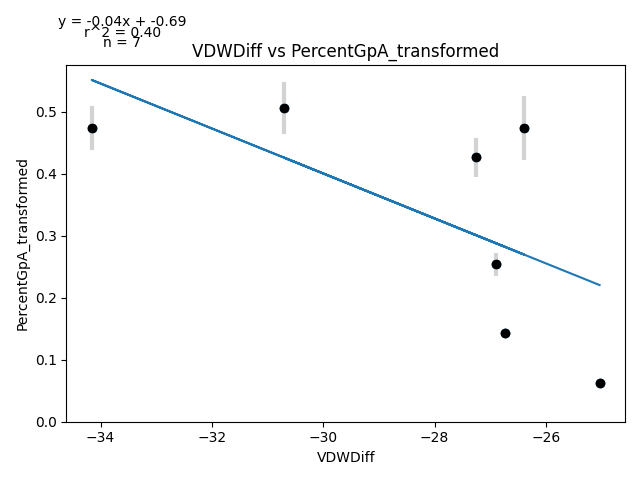 y = -0.04x + -0.69
r^2 = 0.40
n = 7
VDWDiff vs PercentGpA_transformed
PercentGpA_transformed
0.5
0.4
0.3
0.2
0.1
0.0
−34 −32 −30 −28 −26
VDWDiff